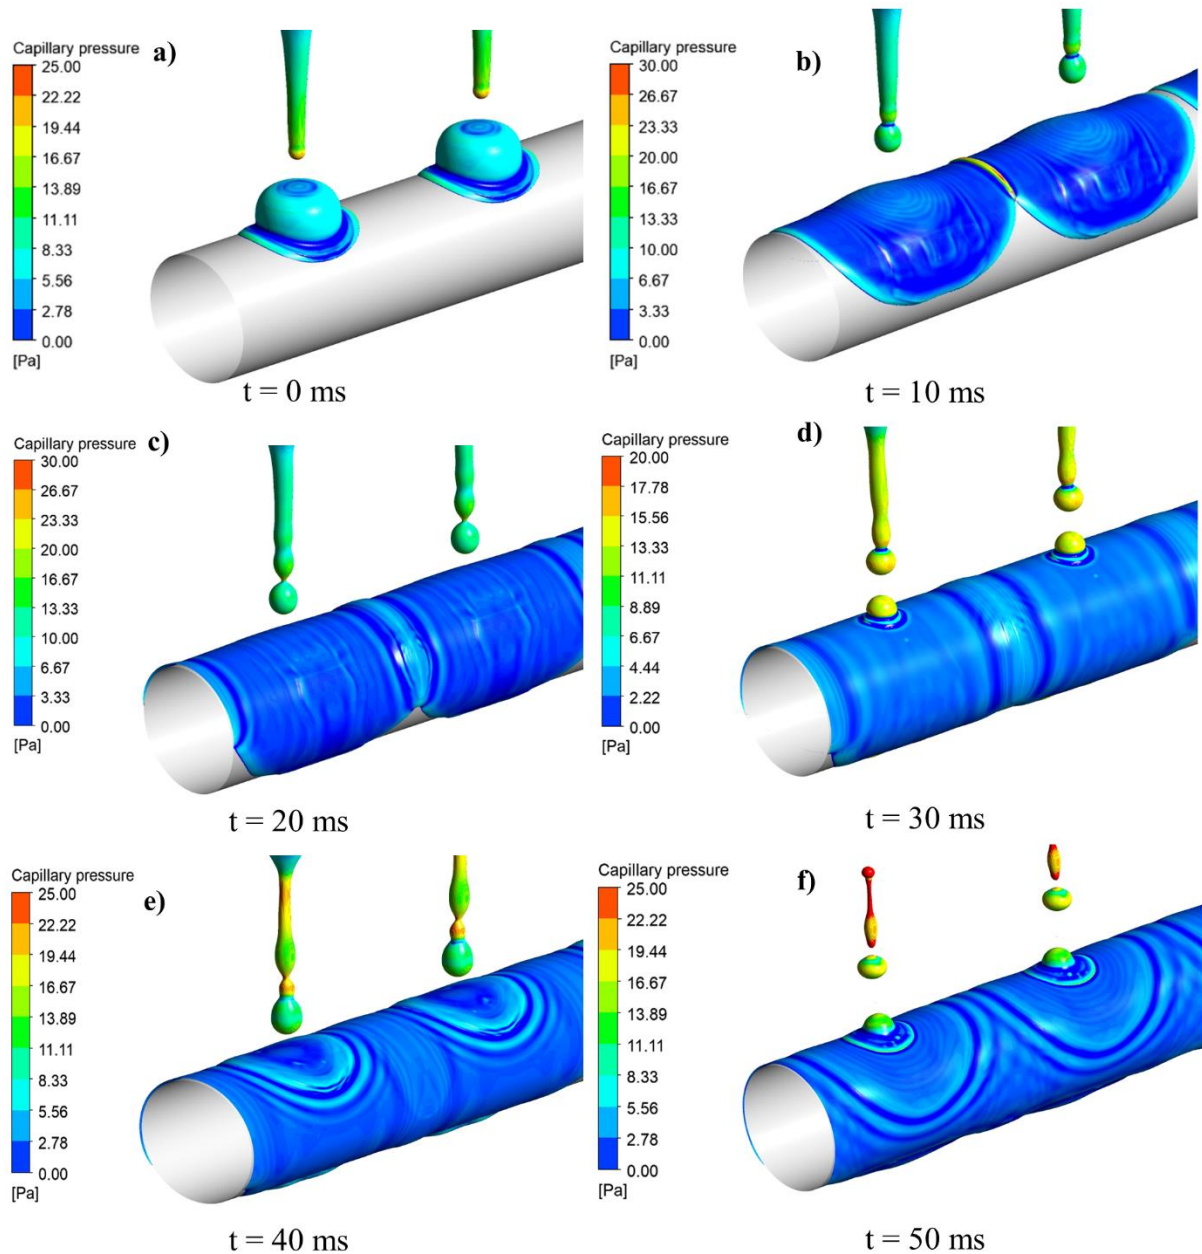 Capillary pressure
a)
25.00
22.22
19.44
16.67
13.89
11.11
8.33
5.56
2.78
0.00
[Pa]
t = 0 ms
Capillary pressure
b)
30.00
26.67
23.33
20.00
16.67
13.33
10.00
6.67
3.33
0.00
[Pa]
t = 10 ms
Capillary pressure
c)
30.00
26.67
23.33
20.00
16.67
13.33
10.00
6.67
3.33
0.00
[Pa]
t = 20 ms
Capillary pressure
d)
20.00
17.78
15.56
13.33
11.11
8.89
6.67
4.44
2.22
0.00
[Pa]
t = 30 ms
Capillary pressure
e)
25.00
22.22
19.44
16.67
13.89
11.11
8.33
5.56
2.78
0.00
[Pa]
t = 40 ms
Capillary pressure
f)
25.00
22.22
19.44
16.67
13.89
11.11
8.33
5.56
2.78
0.00
[Pa]
t = 50 ms